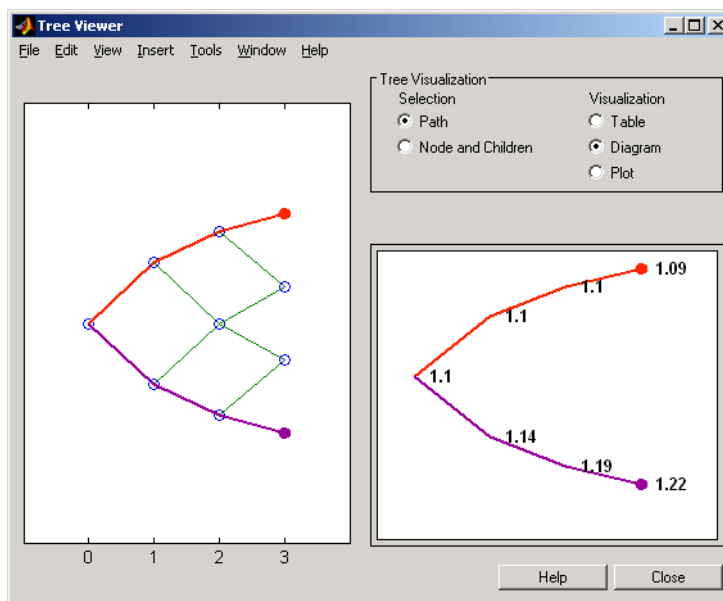 Tree Viewer
File Edit View Insert Tools Window Help
Tree Visualization
Selection
Path
Node and Children
Visualization
Table
Diagram
Plot
0 1 2 3
1.09
1.1
1.1
1.1
1.14
1.19
1.22
Help Close